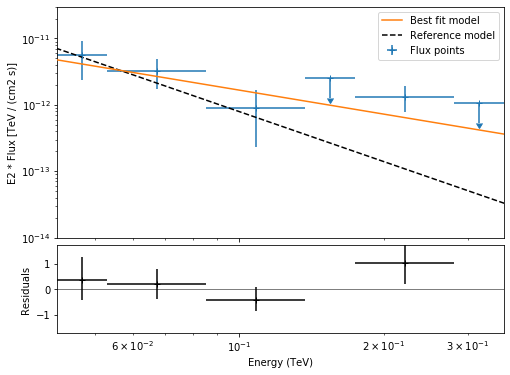 Best fit model
Reference model
Flux points
E2 * Flux [TeV / (cm2 s)]
10⁻¹¹
10⁻¹²
10⁻¹³
10⁻¹⁴
Residuals
1
0
−1
6 × 10⁻²
10⁻¹
2 × 10⁻¹
3 × 10⁻¹
Energy (TeV)